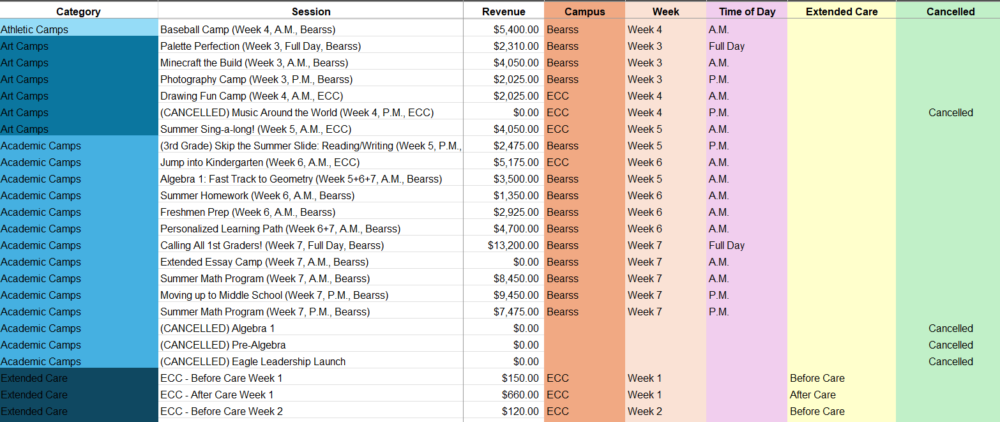 Category Session Revenue Campus Week Time of Day Extended Care Cancelled
Athletic Camps Baseball Camp (Week 4, A.M., Bearss) $5,400.00 Bearss Week 4 A.M.
Art Camps Palette Perfection (Week 3, Full Day, Bearss) $2,310.00 Bearss Week 3 Full Day
Art Camps Minecraft the Build (Week 3, A.M., Bearss) $4,050.00 Bearss Week 3 A.M.
Art Camps Photography Camp (Week 3, P.M., Bearss) $2,025.00 Bearss Week 3 P.M.
Art Camps Drawing Fun Camp (Week 4, A.M., ECC) $2,025.00 ECC Week 4 A.M.
Art Camps (CANCELLED) Music Around the World (Week 4, P.M., ECC) $0.00 ECC Week 4 P.M. Cancelled
Art Camps Summer Sing-a-long! (Week 5, A.M., ECC) $4,050.00 ECC Week 5 A.M.
Academic Camps (3rd Grade) Skip the Summer Slide: Reading/Writing (Week 5, P.M., $2,475.00 Bearss Week 5 P.M.
Academic Camps Jump into Kindergarten (Week 6, A.M., ECC) $5,175.00 ECC Week 6 A.M.
Academic Camps Algebra 1: Fast Track to Geometry (Week 5+6+7, A.M., Bearss) $3,500.00 Bearss Week 5 A.M.
Academic Camps Summer Homework (Week 6, A.M., Bearss) $1,350.00 Bearss Week 6 A.M.
Academic Camps Freshmen Prep (Week 6, A.M., Bearss) $2,925.00 Bearss Week 6 A.M.
Academic Camps Personalized Learning Path (Week 6+7, A.M., Bearss) $4,700.00 Bearss Week 6 A.M.
Academic Camps Calling All 1st Graders! (Week 7, Full Day, Bearss) $13,200.00 Bearss Week 7 Full Day
Academic Camps Extended Essay Camp (Week 7, A.M., Bearss) $0.00 Bearss Week 7 A.M.
Academic Camps Summer Math Program (Week 7, A.M., Bearss) $8,450.00 Bearss Week 7 A.M.
Academic Camps Moving up to Middle School (Week 7, P.M., Bearss) $9,450.00 Bearss Week 7 P.M.
Academic Camps Summer Math Program (Week 7, P.M., Bearss) $7,475.00 Bearss Week 7 P.M.
Academic Camps (CANCELLED) Algebra 1 $0.00 Cancelled
Academic Camps (CANCELLED) Pre-Algebra $0.00 Cancelled
Academic Camps (CANCELLED) Eagle Leadership Launch $0.00 Cancelled
Extended Care ECC - Before Care Week 1 $150.00 ECC Week 1 Before Care
Extended Care ECC - After Care Week 1 $660.00 ECC Week 1 After Care
Extended Care ECC - Before Care Week 2 $120.00 ECC Week 2 Before Care